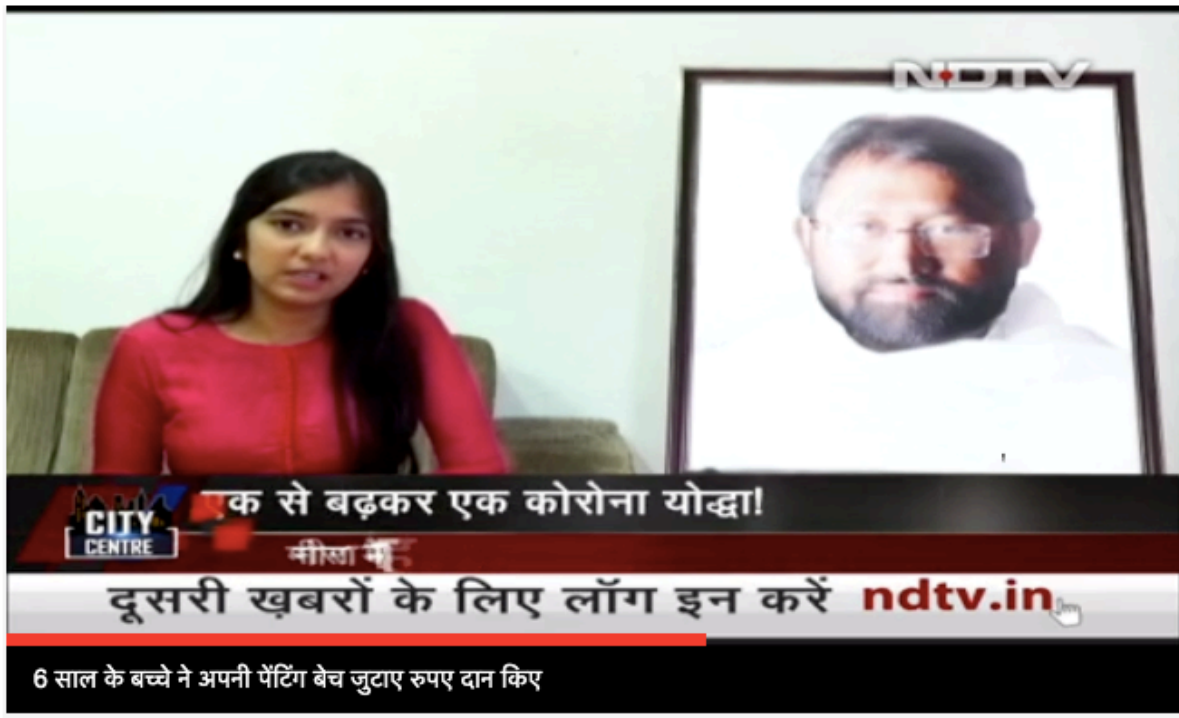 NDTV
CITY
CENTRE
एक से बढ़कर एक कोरोना योद्धा!
दूसरी ख़बरों के लिए लॉग इन करें ndtv.in
6 साल के बच्चे ने अपनी पेंटिंग बेच जुटाए रुपए दान किए